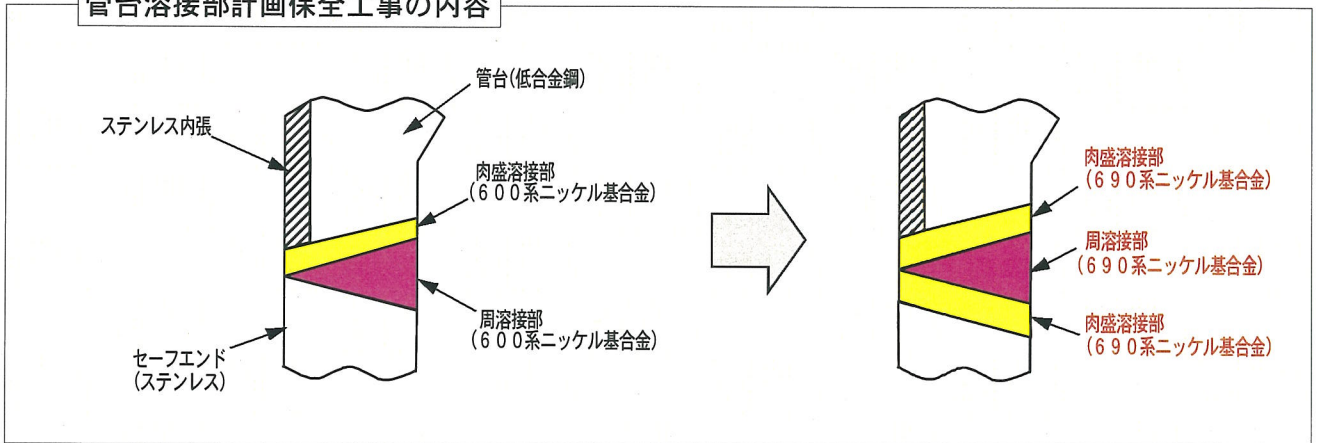 管台溶接部計画保全工事の内容
管台(低合金鋼)
ステンレス内張
肉盛溶接部
(600系ニッケル基合金)
周溶接部
(600系ニッケル基合金)
セーフエンド
(ステンレス)
肉盛溶接部
(690系ニッケル基合金)
周溶接部
(690系ニッケル基合金)
肉盛溶接部
(690系ニッケル基合金)